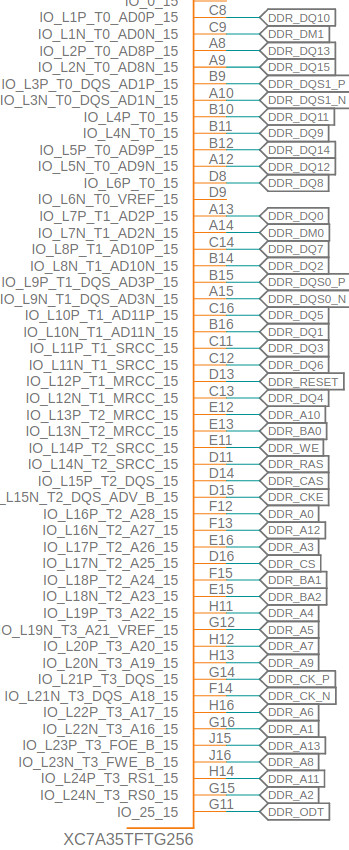 IO_0_15
IO_L1P_T0_AD0P_15 C8 DDR_DQ10
IO_L1N_T0_AD0N_15 C9 DDR_DM1
IO_L2P_T0_AD8P_15 A8 DDR_DQ13
IO_L2N_T0_AD8N_15 A9 DDR_DQ15
IO_L3P_T0_DQS_AD1P_15 B9 DDR_DQS1_P
IO_L3N_T0_DQS_AD1N_15 A10 DDR_DQS1_N
IO_L4P_T0_15 B10 DDR_DQ11
IO_L4N_T0_15 B11 DDR_DQ9
IO_L5P_T0_AD9P_15 B12 DDR_DQ14
IO_L5N_T0_AD9N_15 A12 DDR_DQ12
IO_L6P_T0_15 D8 DDR_DQ8
IO_L6N_T0_VREF_15 D9
IO_L7P_T1_AD2P_15 A13 DDR_DQ0
IO_L7N_T1_AD2N_15 A14 DDR_DM0
IO_L8P_T1_AD10P_15 C14 DDR_DQ7
IO_L8N_T1_AD10N_15 B14 DDR_DQ2
IO_L9P_T1_DQS_AD3P_15 B15 DDR_DQS0_P
IO_L9N_T1_DQS_AD3N_15 A15 DDR_DQS0_N
IO_L10P_T1_AD11P_15 C16 DDR_DQ5
IO_L10N_T1_AD11N_15 B16 DDR_DQ1
IO_L11P_T1_SRCC_15 C11 DDR_DQ3
IO_L11N_T1_SRCC_15 C12 DDR_DQ6
IO_L12P_T1_MRCC_15 D13 DDR_RESET
IO_L12N_T1_MRCC_15 C13 DDR_DQ4
IO_L13P_T2_MRCC_15 E12 DDR_A10
IO_L13N_T2_MRCC_15 E13 DDR_BA0
IO_L14P_T2_SRCC_15 E11 DDR_WE
IO_L14N_T2_SRCC_15 D11 DDR_RAS
IO_L15P_T2_DQS_15 D14 DDR_CAS
_L15N_T2_DQS_ADV_B_15 D15 DDR_CKE
IO_L16P_T2_A28_15 F12 DDR_A0
IO_L16N_T2_A27_15 F13 DDR_A12
IO_L17P_T2_A26_15 E16 DDR_A3
IO_L17N_T2_A25_15 D16 DDR_CS
IO_L18P_T2_A24_15 F15 DDR_BA1
IO_L18N_T2_A23_15 E15 DDR_BA2
IO_L19P_T3_A22_15 H11 DDR_A4
IO_L19N_T3_A21_VREF_15 G12 DDR_A5
IO_L20P_T3_A20_15 H12 DDR_A7
IO_L20N_T3_A19_15 H13 DDR_A9
IO_L21P_T3_DQS_15 G14 DDR_CK_P
IO_L21N_T3_DQS_A18_15 F14 DDR_CK_N
IO_L22P_T3_A17_15 H16 DDR_A6
IO_L22N_T3_A16_15 G16 DDR_A1
IO_L23P_T3_FOE_B_15 J15 DDR_A13
IO_L23N_T3_FWE_B_15 J16 DDR_A8
IO_L24P_T3_RS1_15 H14 DDR_A11
IO_L24N_T3_RS0_15 G15 DDR_A2
IO_25_15 G11 DDR_ODT
XC7A35TFTG256